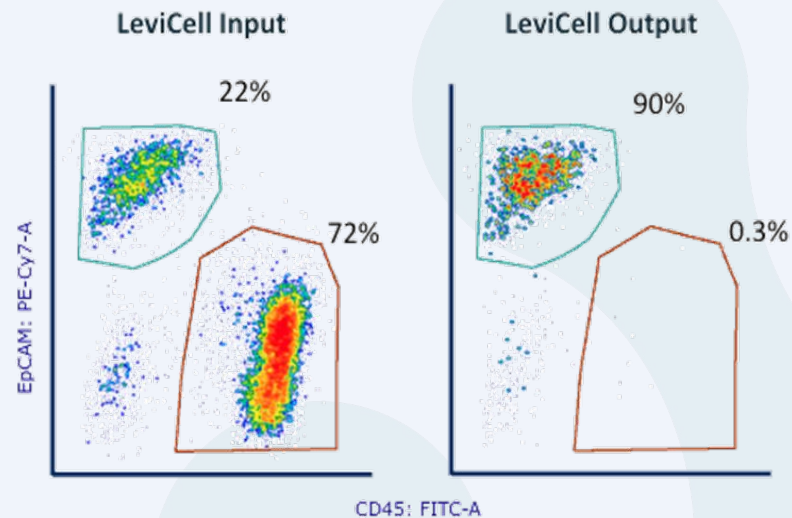 LeviCell Input
LeviCell Output
22%
90%
72%
0.3%
EpCAM: PE-Cy7-A
CD45: FITC-A